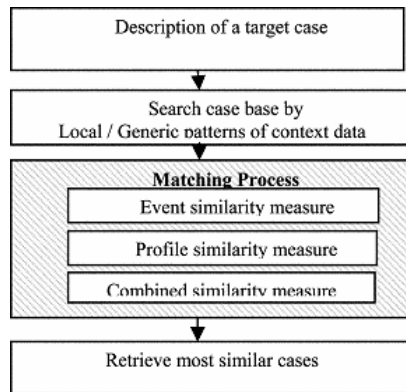 Description of a target case
Search case base by
Local / Generic patterns of context data
Matching Process
Event similarity measure
Profile similarity measure
Combined similarity measure
Retrieve most similar cases